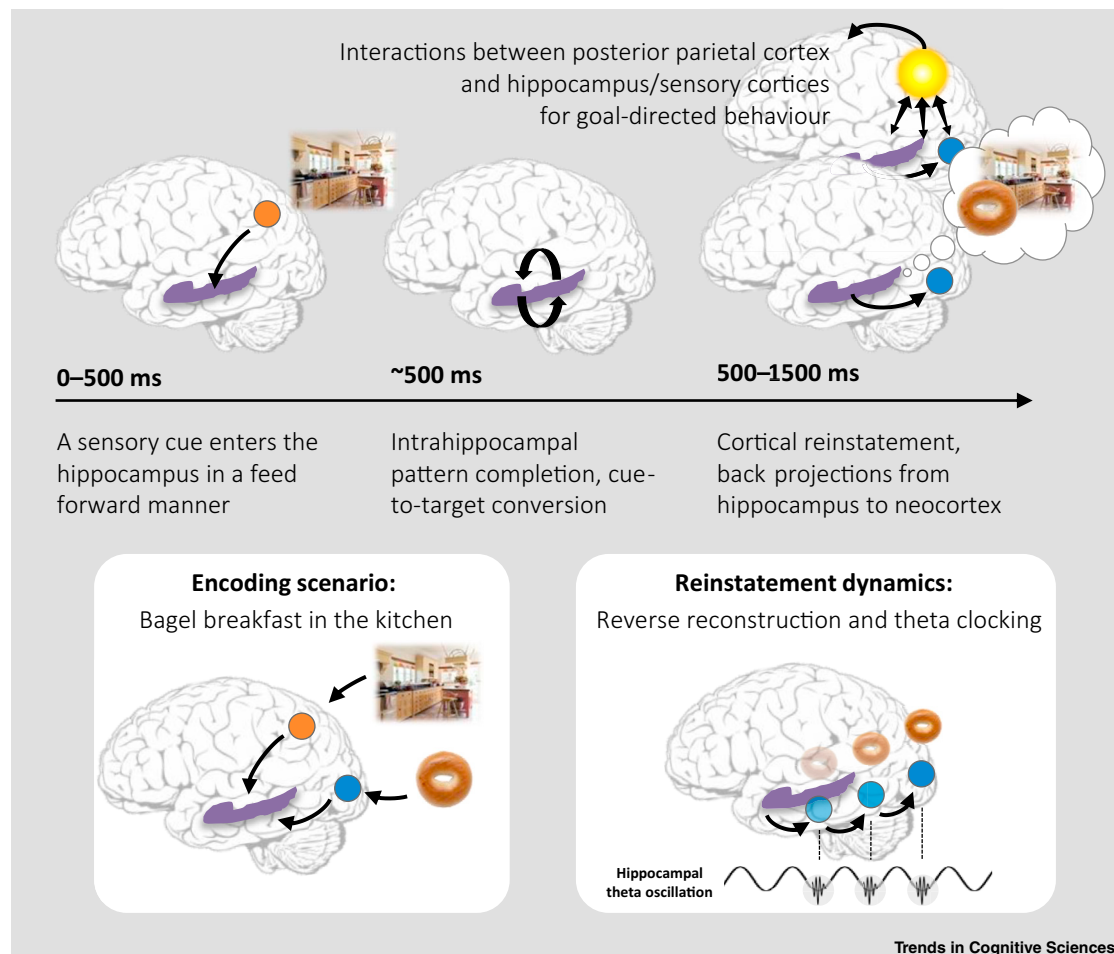 Interactions between posterior parietal cortex
and hippocampus/sensory cortices
for goal-directed behaviour
0–500 ms
~500 ms
500–1500 ms
A sensory cue enters the
hippocampus in a feed
forward manner
Intrahippocampal
pattern completion, cue-
to-target conversion
Cortical reinstatement,
back projections from
hippocampus to neocortex
Encoding scenario:
Bagel breakfast in the kitchen
Reinstatement dynamics:
Reverse reconstruction and theta clocking
Hippocampal
theta oscillation
Trends in Cognitive Sciences